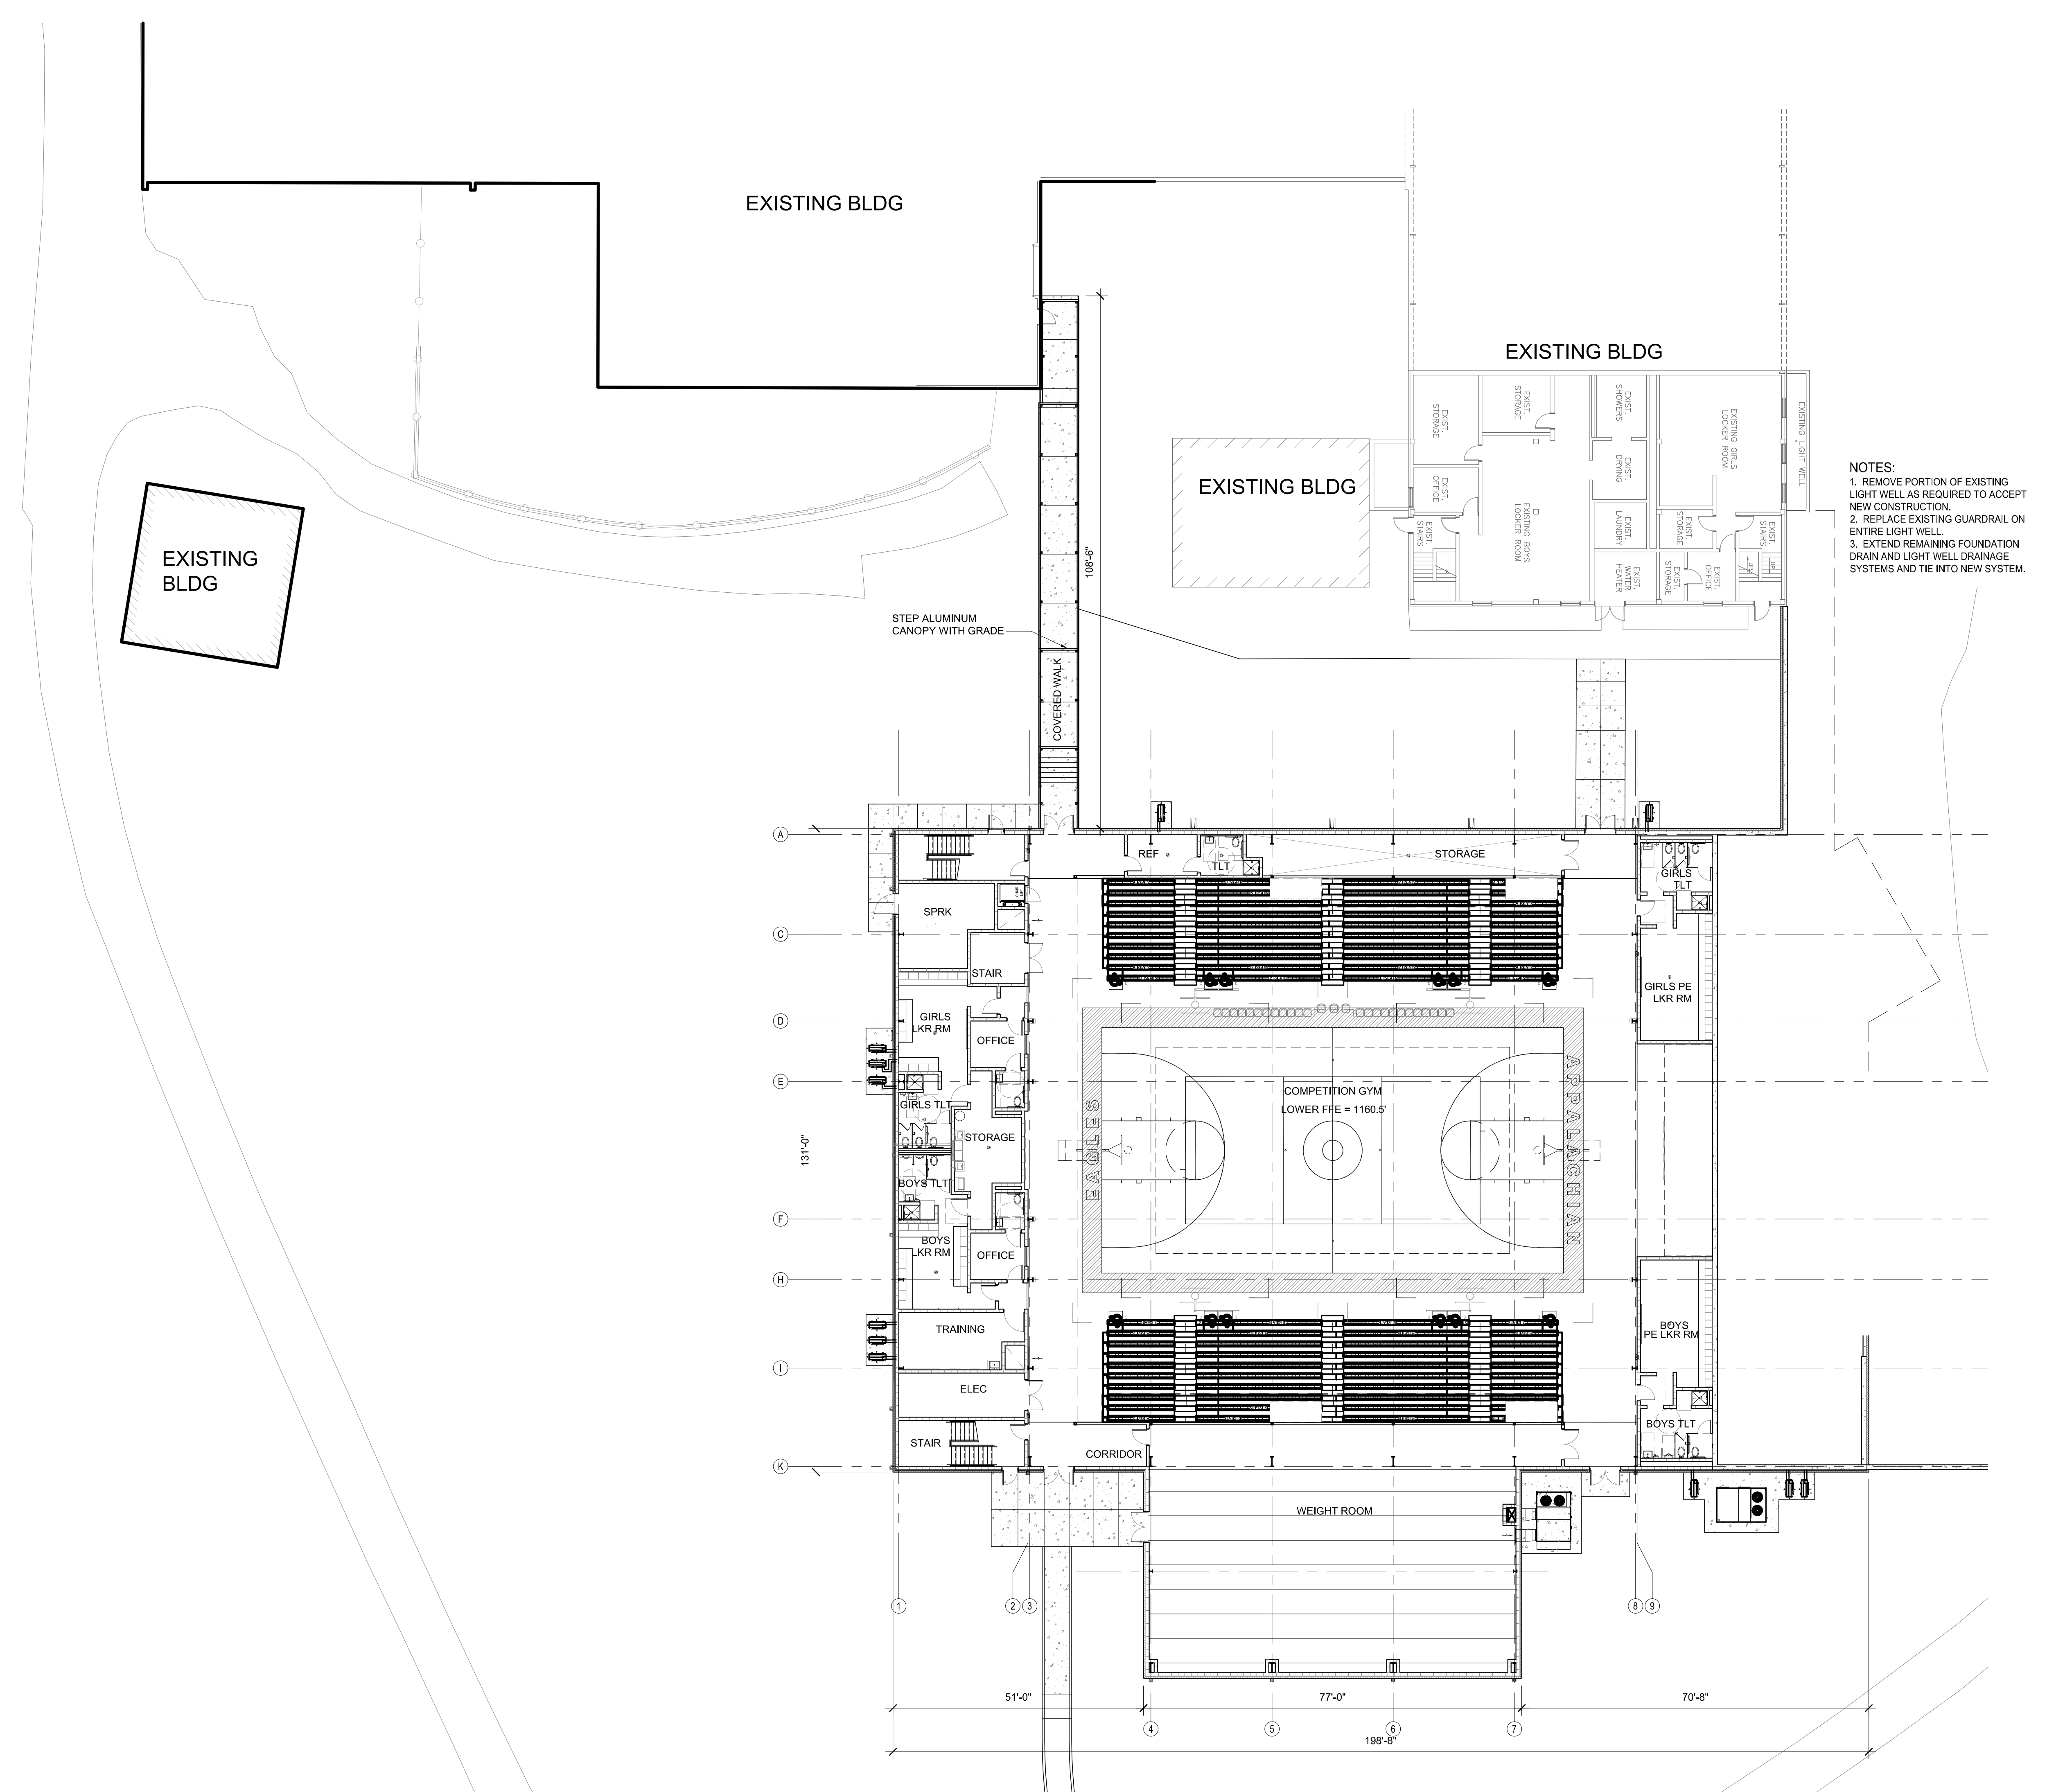 EXISTING BLDG
EXISTING BLDG
EXISTING BLDG
EXISTING
BLDG
EXIST.
STORAGE
EXIST.
STORAGE
EXIST.
SHOWERS
EXISTING GIRLS
LOCKER ROOM
EXISTING LIGHT WELL
EXIST.
OFFICE
EXIST.
DRYING
EXIST.
STAIRS
EXISTING BOYS
LOCKER ROOM
EXIST.
LAUNDRY
EXIST.
STORAGE
EXIST.
STAIRS
EXIST.
WATER
HEATER
EXIST.
STORAGE
EXIST.
OFFICE
UP
UP
NOTES:
1. REMOVE PORTION OF EXISTING
LIGHT WELL AS REQUIRED TO ACCEPT
NEW CONSTRUCTION.
2. REPLACE EXISTING GUARDRAIL ON
ENTIRE LIGHT WELL.
3. EXTEND REMAINING FOUNDATION
DRAIN AND LIGHT WELL DRAINAGE
SYSTEMS AND TIE INTO NEW SYSTEM.
108'-6"
STEP ALUMINUM
CANOPY WITH GRADE
COVERED WALK
A
C
D
E
F
H
I
K
131'-0"
REF
TLT
STORAGE
GIRLS
TLT
SPRK
STAIR
GIRLS PE
LKR RM
GIRLS
LKR RM
OFFICE
GIRLS TLT
STORAGE
BOYS TLT
BOYS
LKR RM
OFFICE
TRAINING
ELEC
STAIR
COMPETITION GYM
LOWER FFE = 1160.5'
EAGLES
APPALACHIAN
BOYS
PE LKR RM
BOYS TLT
CORRIDOR
WEIGHT ROOM
1
2
3
8
9
51'-0"
77'-0"
70'-8"
4
5
6
7
198'-8"